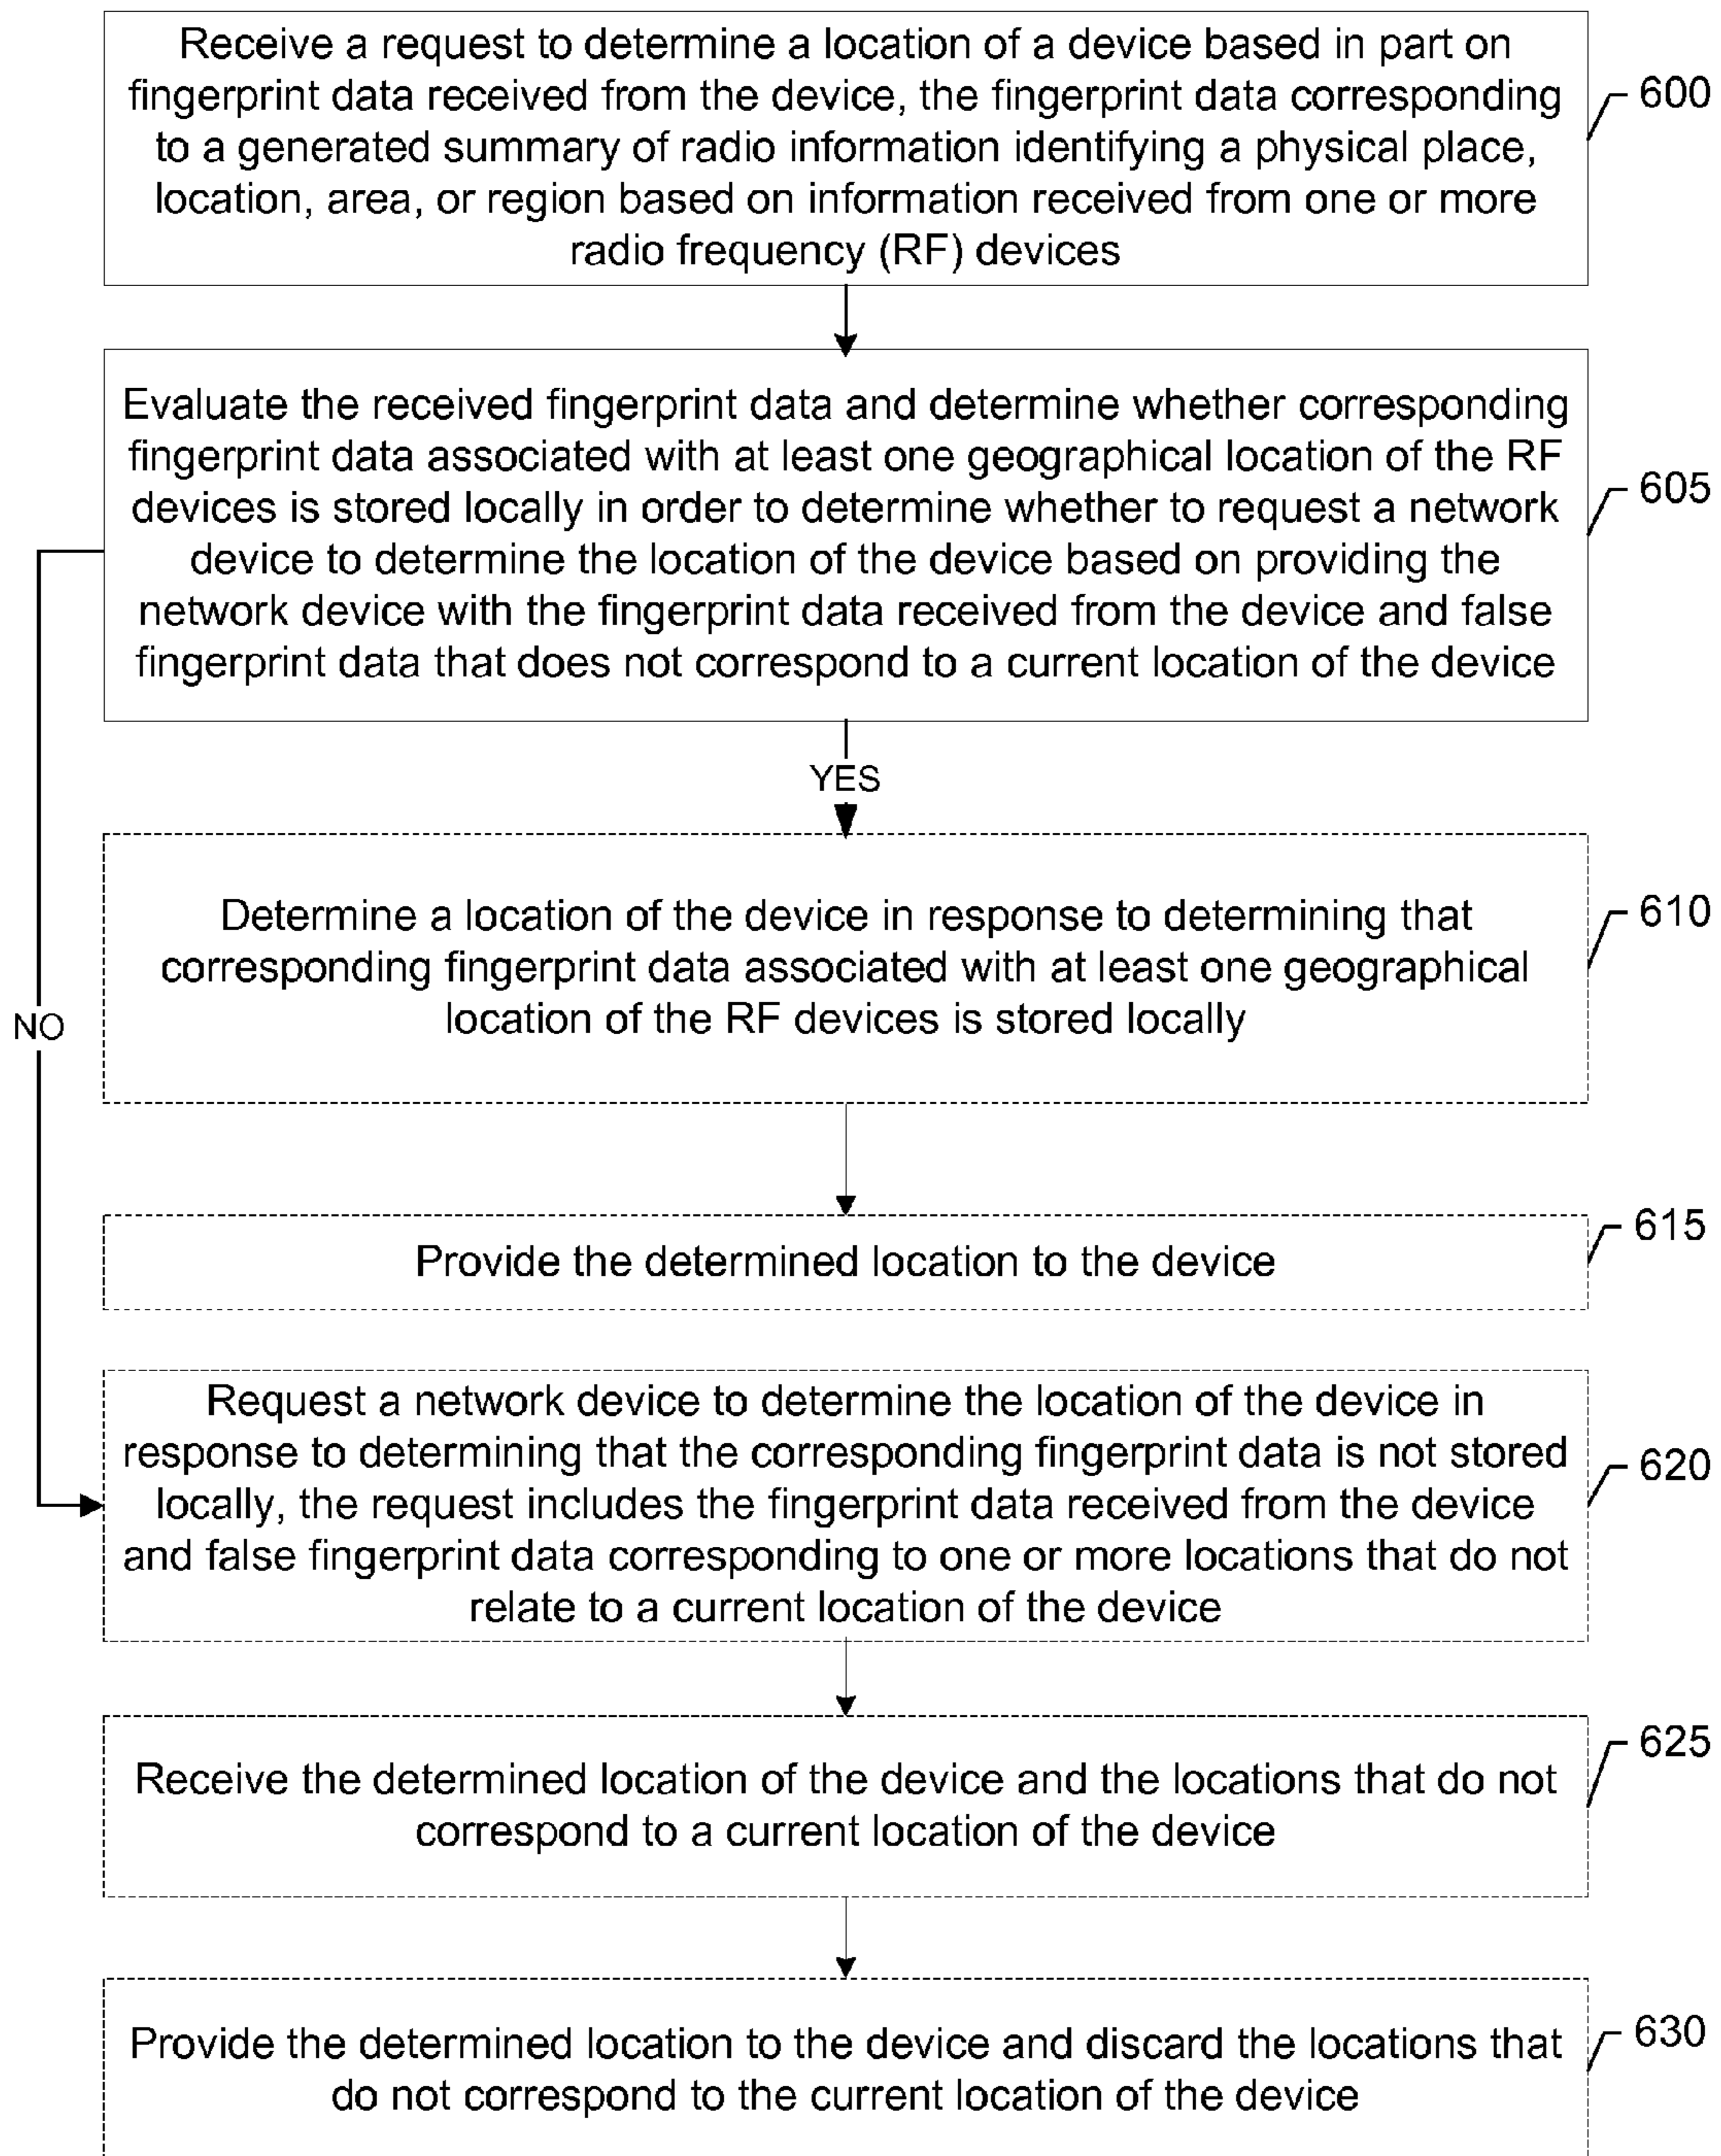 Receive a request to determine a location of a device based in part on
fingerprint data received from the device, the fingerprint data corresponding
to a generated summary of radio information identifying a physical place,
location, area, or region based on information received from one or more
radio frequency (RF) devices
600
Evaluate the received fingerprint data and determine whether corresponding
fingerprint data associated with at least one geographical location of the RF
devices is stored locally in order to determine whether to request a network
device to determine the location of the device based on providing the
network device with the fingerprint data received from the device and false
fingerprint data that does not correspond to a current location of the device
605
YES
Determine a location of the device in response to determining that
corresponding fingerprint data associated with at least one geographical
location of the RF devices is stored locally
610
NO
Provide the determined location to the device
615
Request a network device to determine the location of the device in
response to determining that the corresponding fingerprint data is not stored
locally, the request includes the fingerprint data received from the device
and false fingerprint data corresponding to one or more locations that do not
relate to a current location of the device
620
Receive the determined location of the device and the locations that do not
correspond to a current location of the device
625
Provide the determined location to the device and discard the locations that
do not correspond to the current location of the device
630